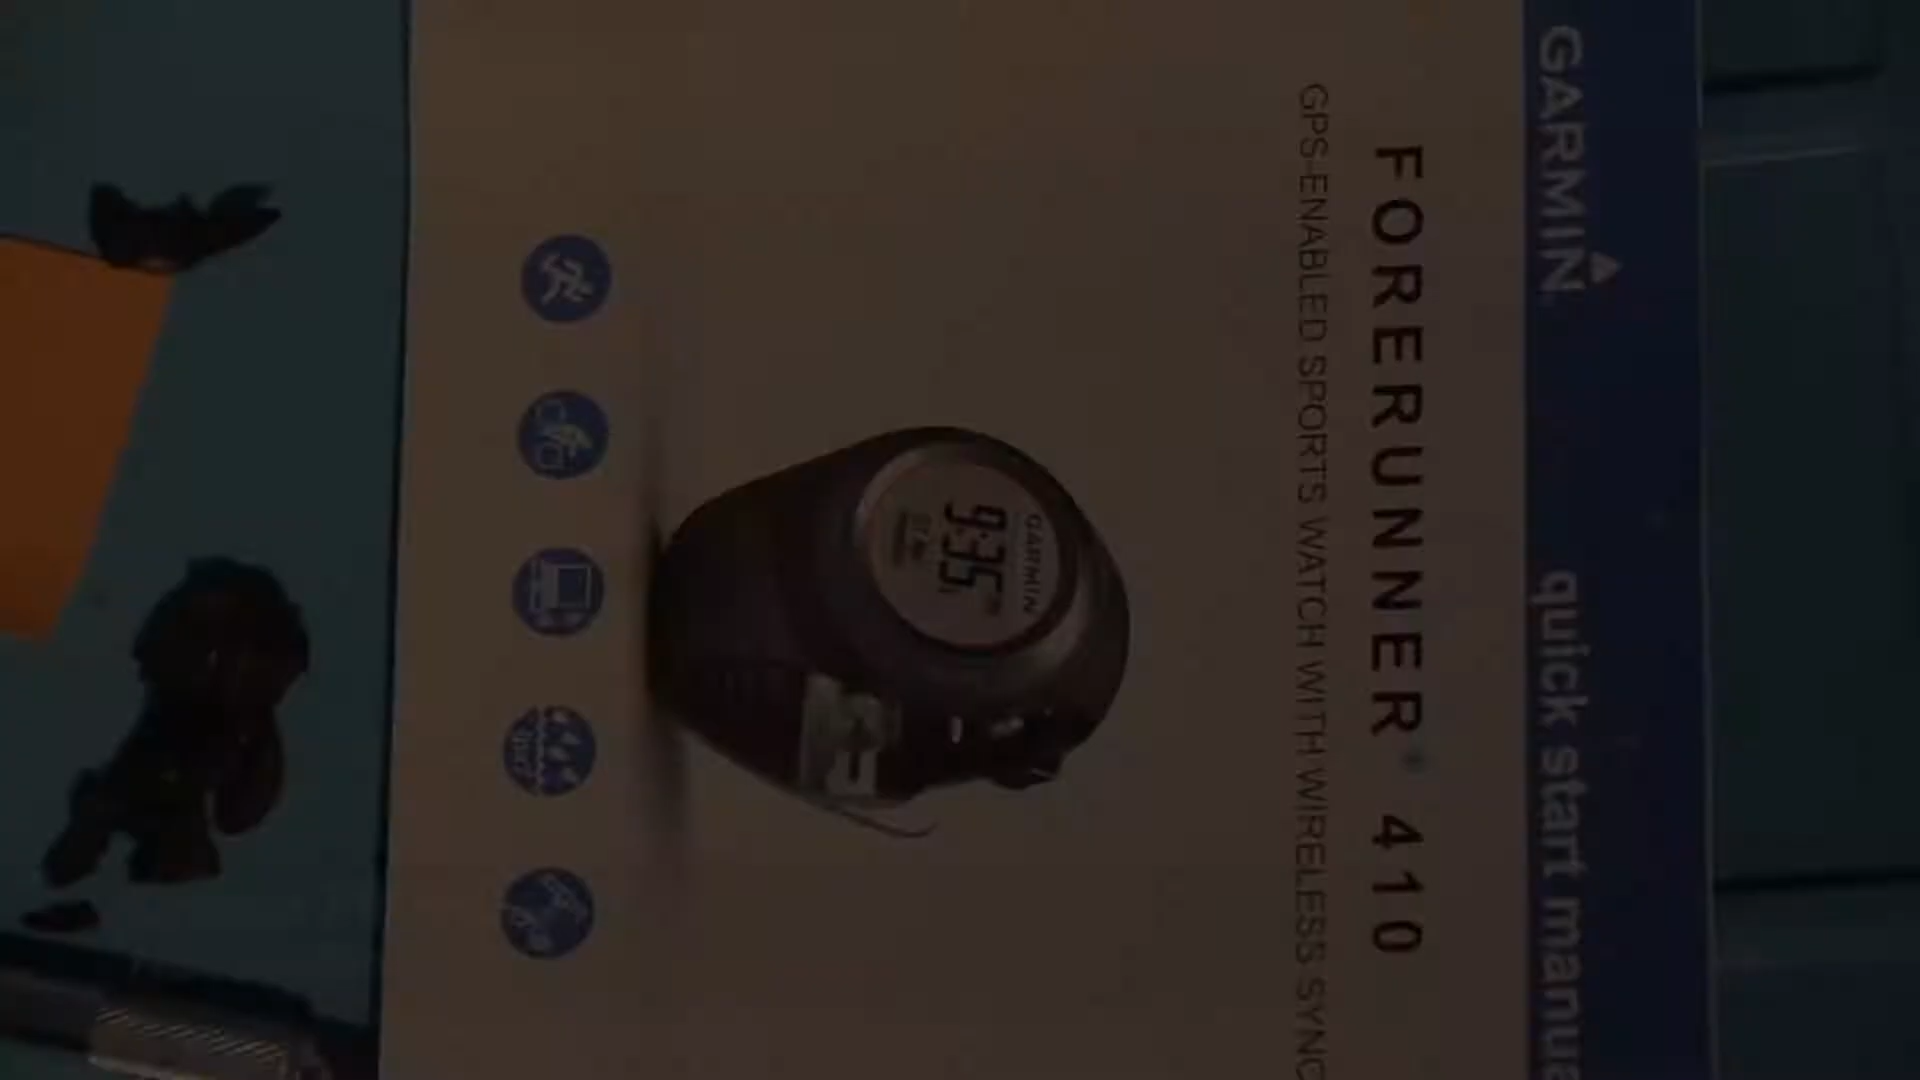 GARMIN
quick start manua
FORERUNNER® 410
GPS-ENABLED SPORTS WATCH WITH WIRELESS SYNC
GARMIN
9:35